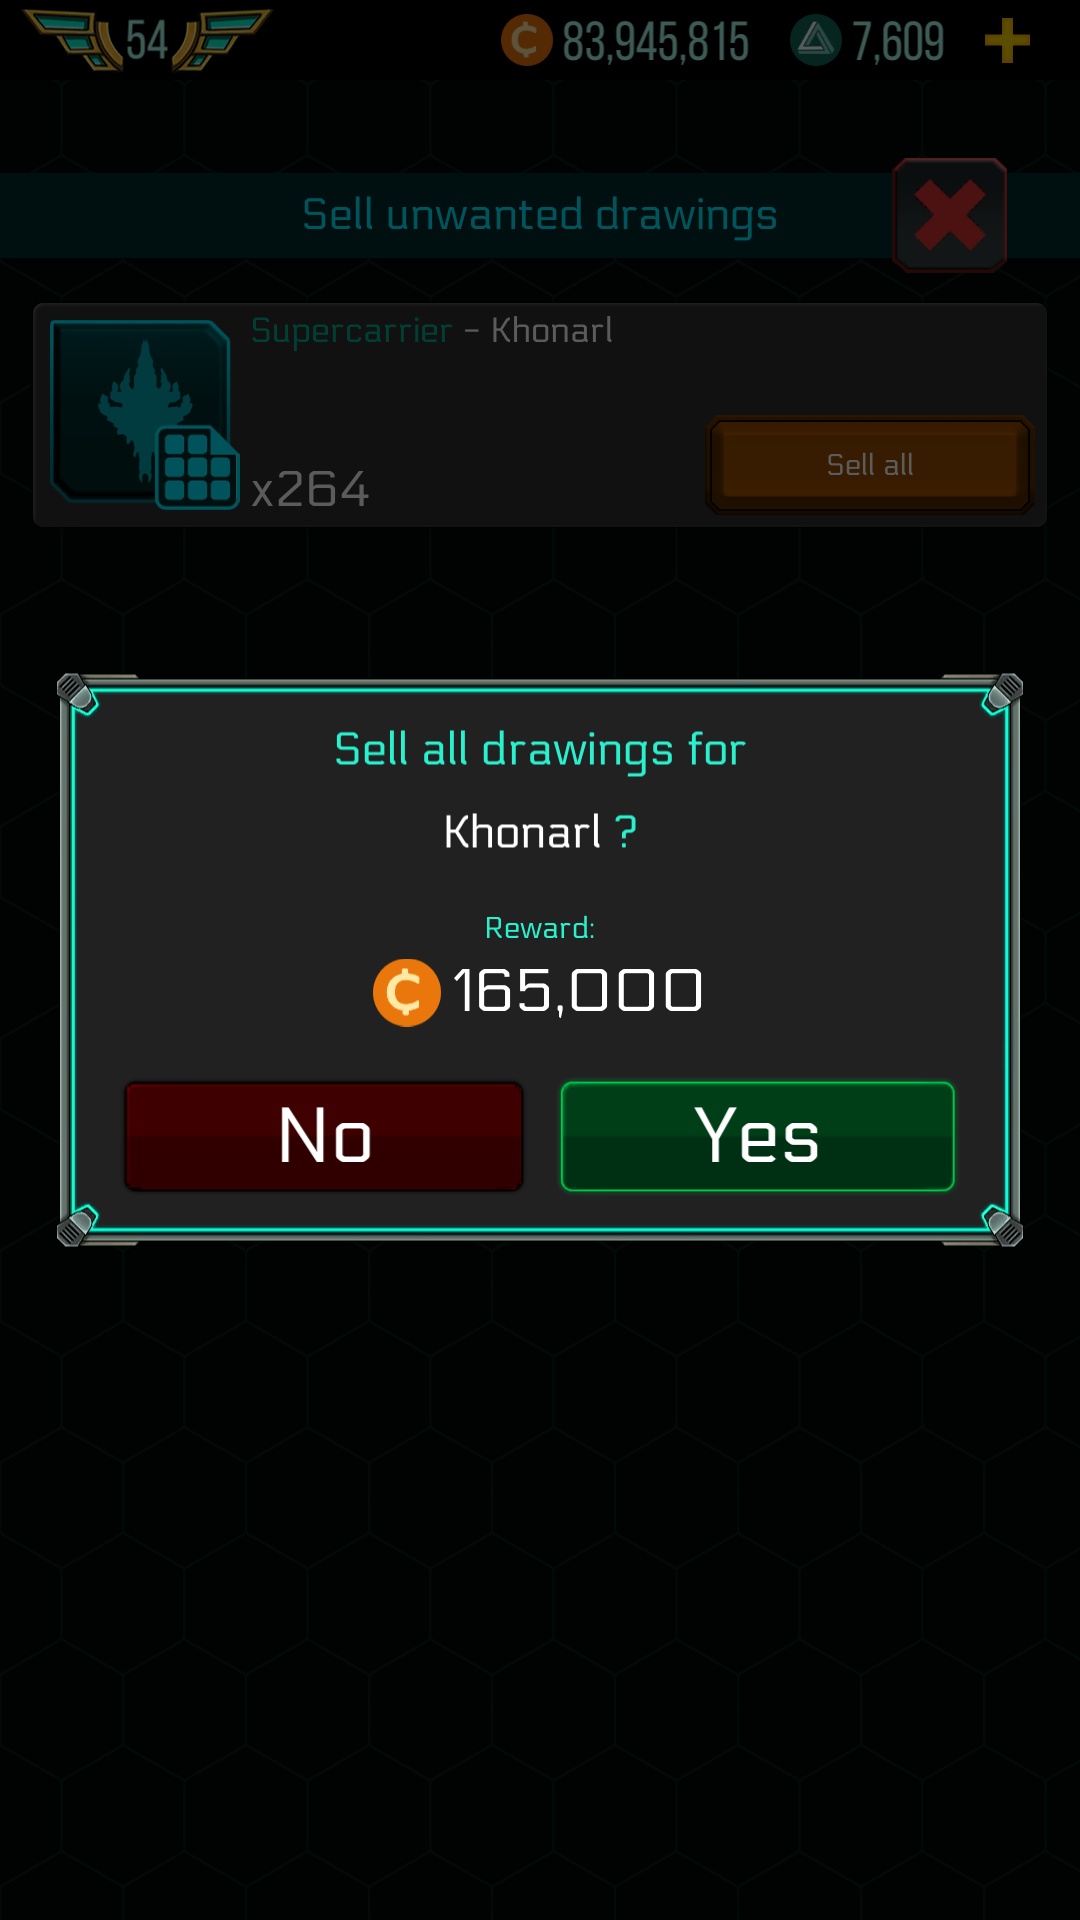 54
83,945,815
7,609
Sell unwanted drawings
Supercarrier - Khonarl
x264
Sell all
Sell all drawings for
Khonarl ?
Reward:
165,000
No
Yes